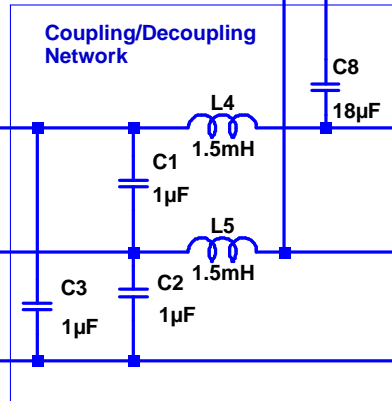 Coupling/Decoupling
Network
C8
18µF
L4
1.5mH
C1
1µF
L5
1.5mH
C3
1µF
C2
1µF